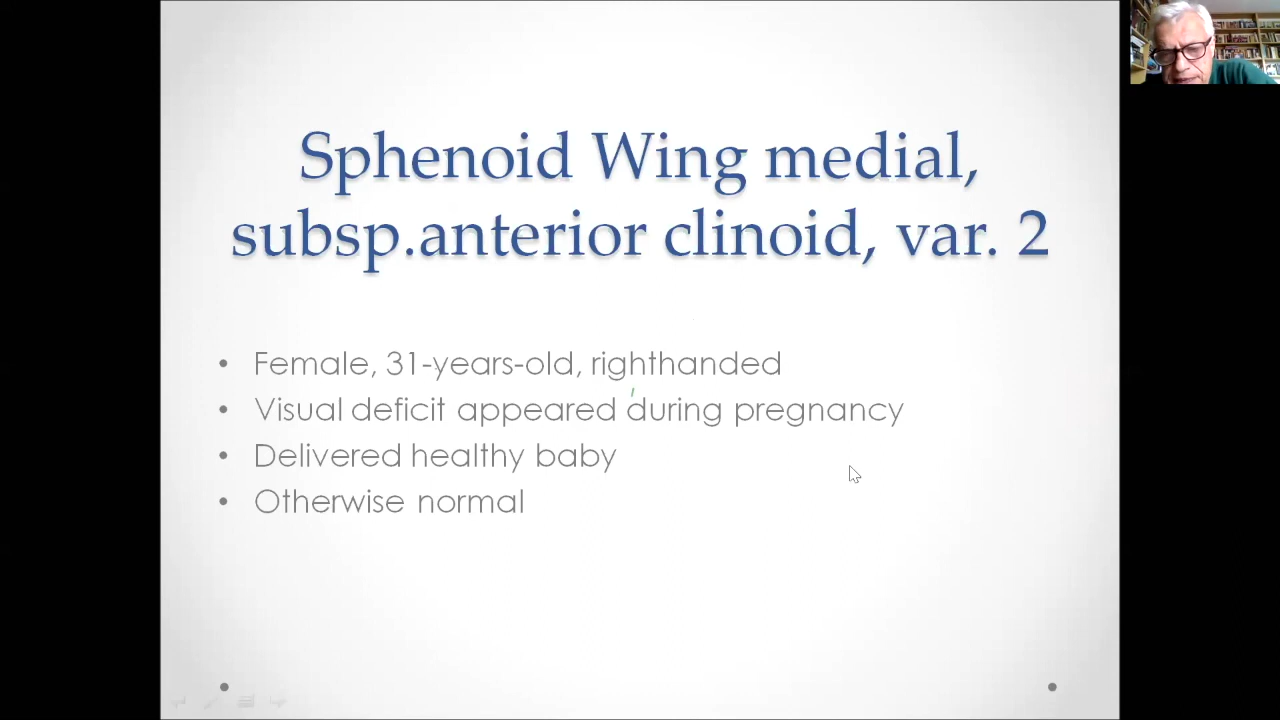 Sphenoid Wing medial,
subsp.anterior clinoid, var. 2
• Female, 31-years-old, righthanded
• Visual deficit appeared during pregnancy
• Delivered healthy baby
• Otherwise normal